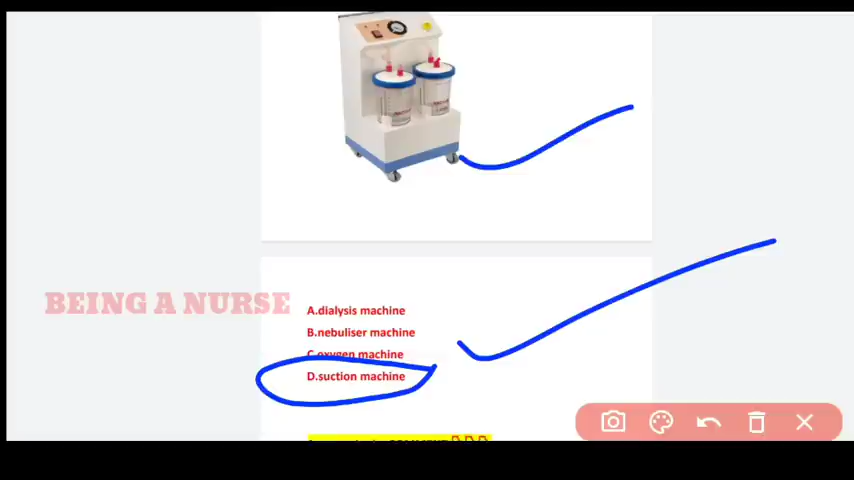 BEING A NURSE
A.dialysis machine
B.nebuliser machine
C.oxygen machine
D.suction machine